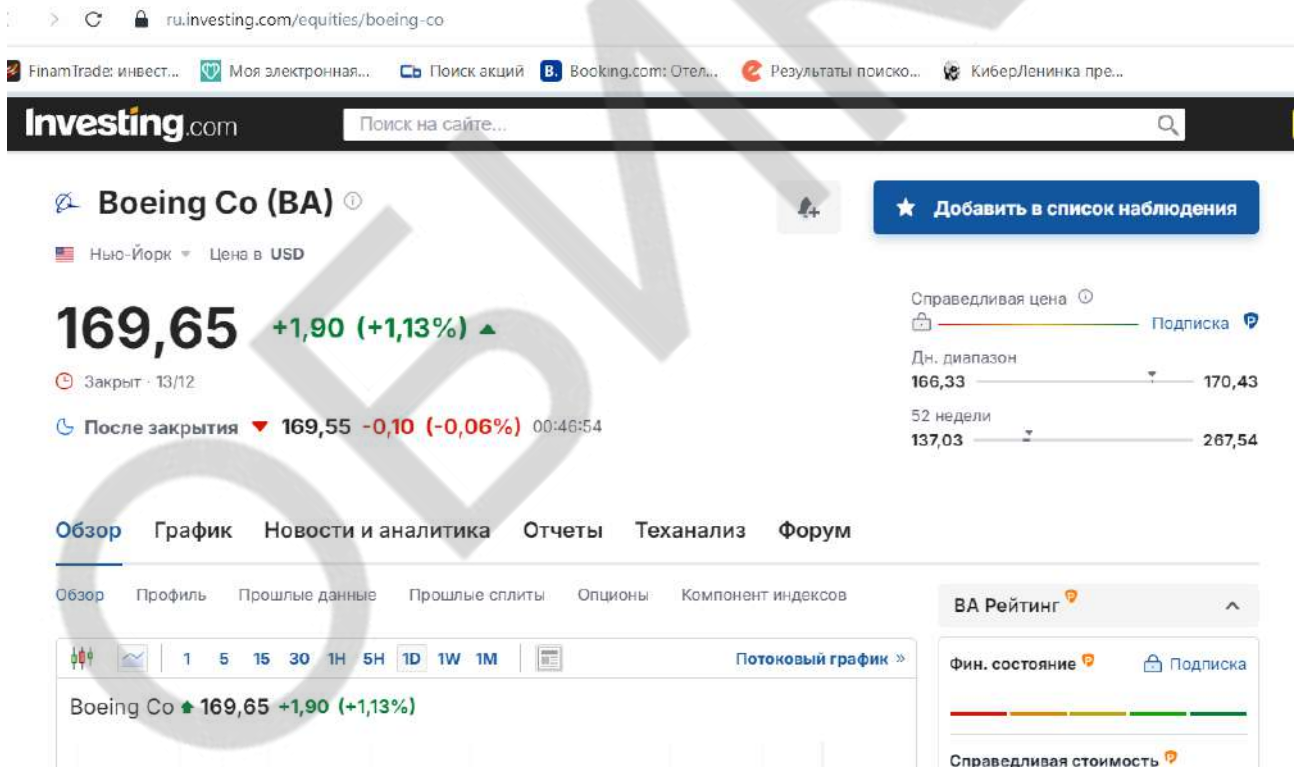 ru.investing.com/equities/boeing-co
FinamTrade: инвест... Моя электронная... Сь Поиск акций B. Booking.com: Отел... Результаты поиско... КиберЛенинка пре...
Investing.com Поиск на сайте...
Boeing Co (BA)
Добавить в список наблюдения
Нью-Йорк Цена в USD
169,65 +1,90 (+1,13%)
Закрыт · 13/12
После закрытия 169,55 -0,10 (-0,06%) 00:46:54
Справедливая цена
Подписка
Дн. диапазон
166,33 170,43
52 недели
137,03 267,54
Обзор График Новости и аналитика Отчеты Теханализ Форум
Обзор Профиль Прошлые данные Прошлые сплиты Опционы Компонент индексов
1 5 15 30 1H 5H 1D 1W 1M Потоковый график »
Boeing Co 169,65 +1,90 (+1,13%)
BA Рейтинг
Фин. состояние Подписка
Справедливая стоимость